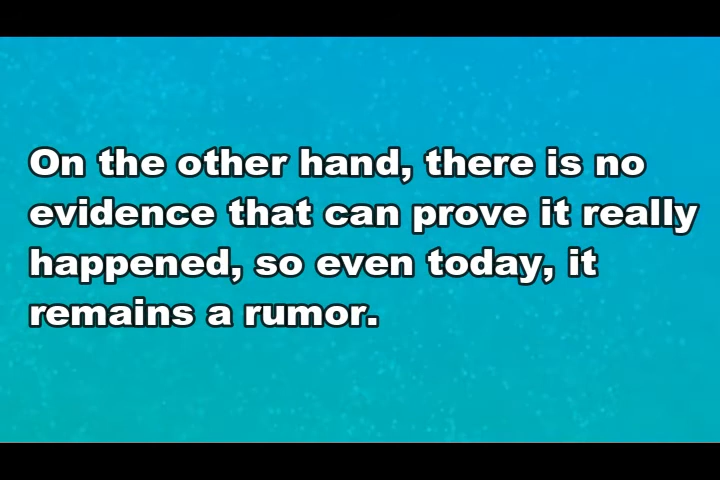 On the other hand, there is no
evidence that can prove it really
happened, so even today, it
remains a rumor.